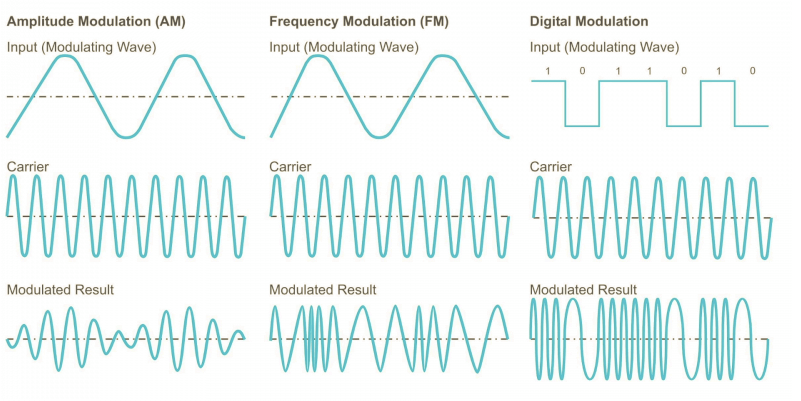 Amplitude Modulation (AM)
Input (Modulating Wave)
Carrier
Modulated Result
Frequency Modulation (FM)
Input (Modulating Wave)
Carrier
Modulated Result
Digital Modulation
Input (Modulating Wave)
1 0 1 1 0 1 0
Carrier
Modulated Result